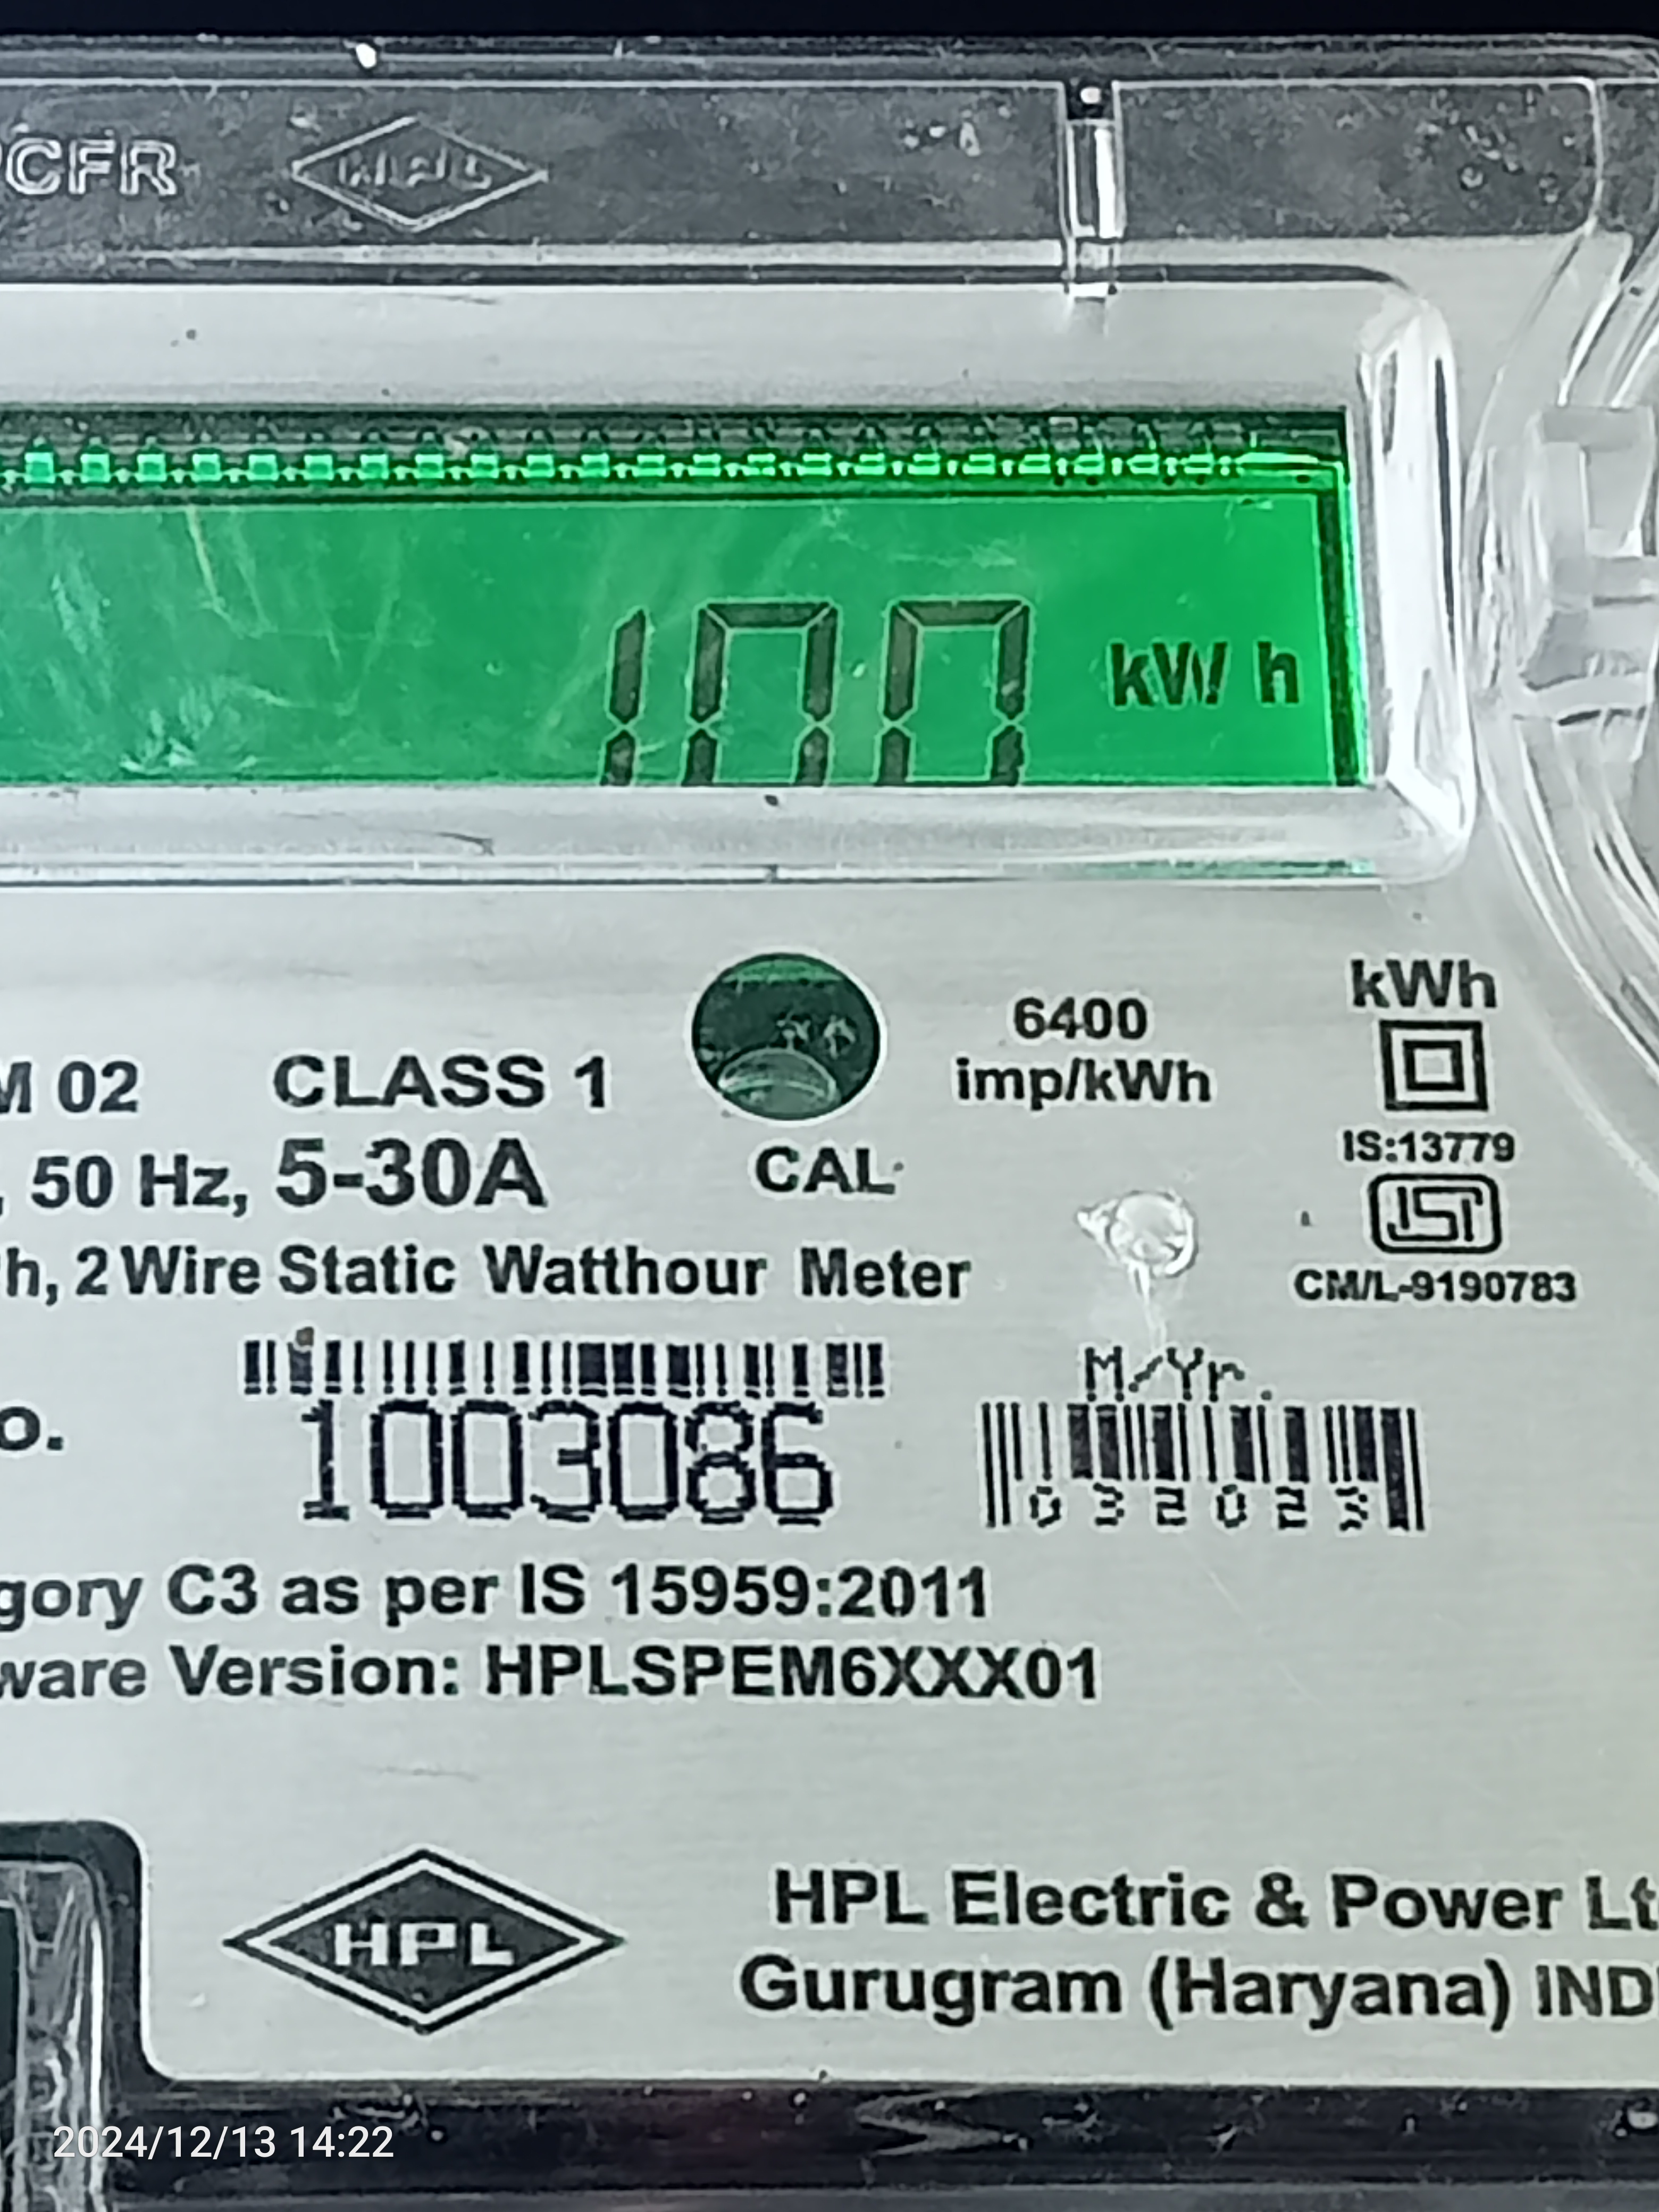 CFR
HPL
100 kW h
kWh
6400
imp/kWh
M 02 CLASS 1
CAL
IS:13779
, 50 Hz, 5-30A
ISI
CM/L-9190783
h, 2 Wire Static Watthour Meter
M/Yr.
o. 1003086
032023
gory C3 as per IS 15959:2011
ware Version: HPLSPEM6XXX01
HPL
HPL Electric & Power Lt
Gurugram (Haryana) IND
2024/12/13 14:22